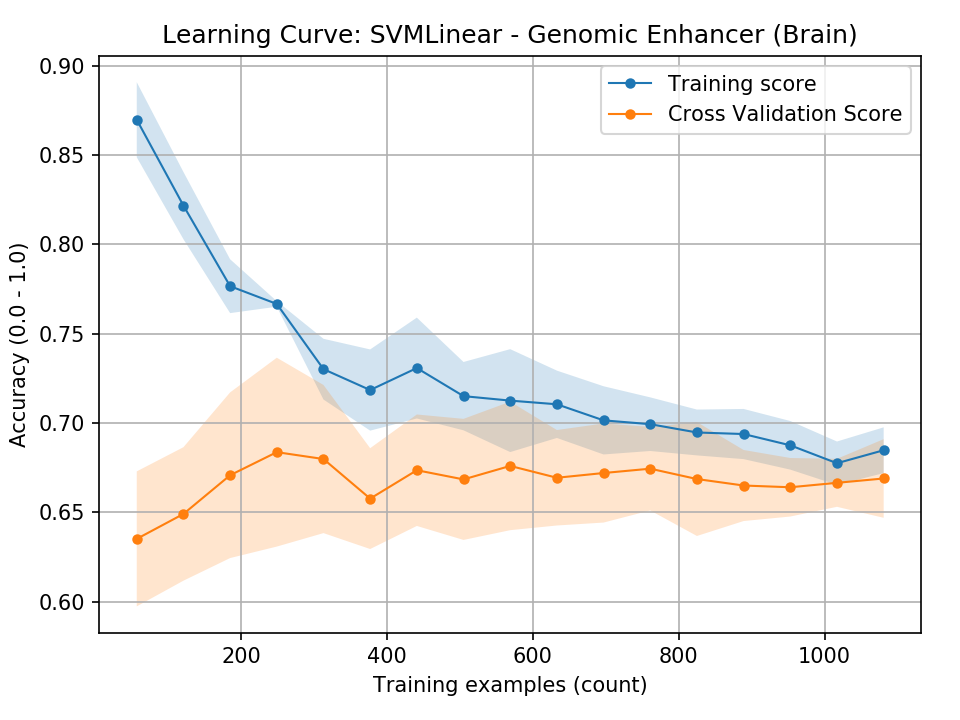 Learning Curve: SVMLinear - Genomic Enhancer (Brain)
Training score
Cross Validation Score
0.90
0.85
0.80
0.75
0.70
0.65
0.60
Accuracy (0.0 - 1.0)
200
400
600
800
1000
Training examples (count)